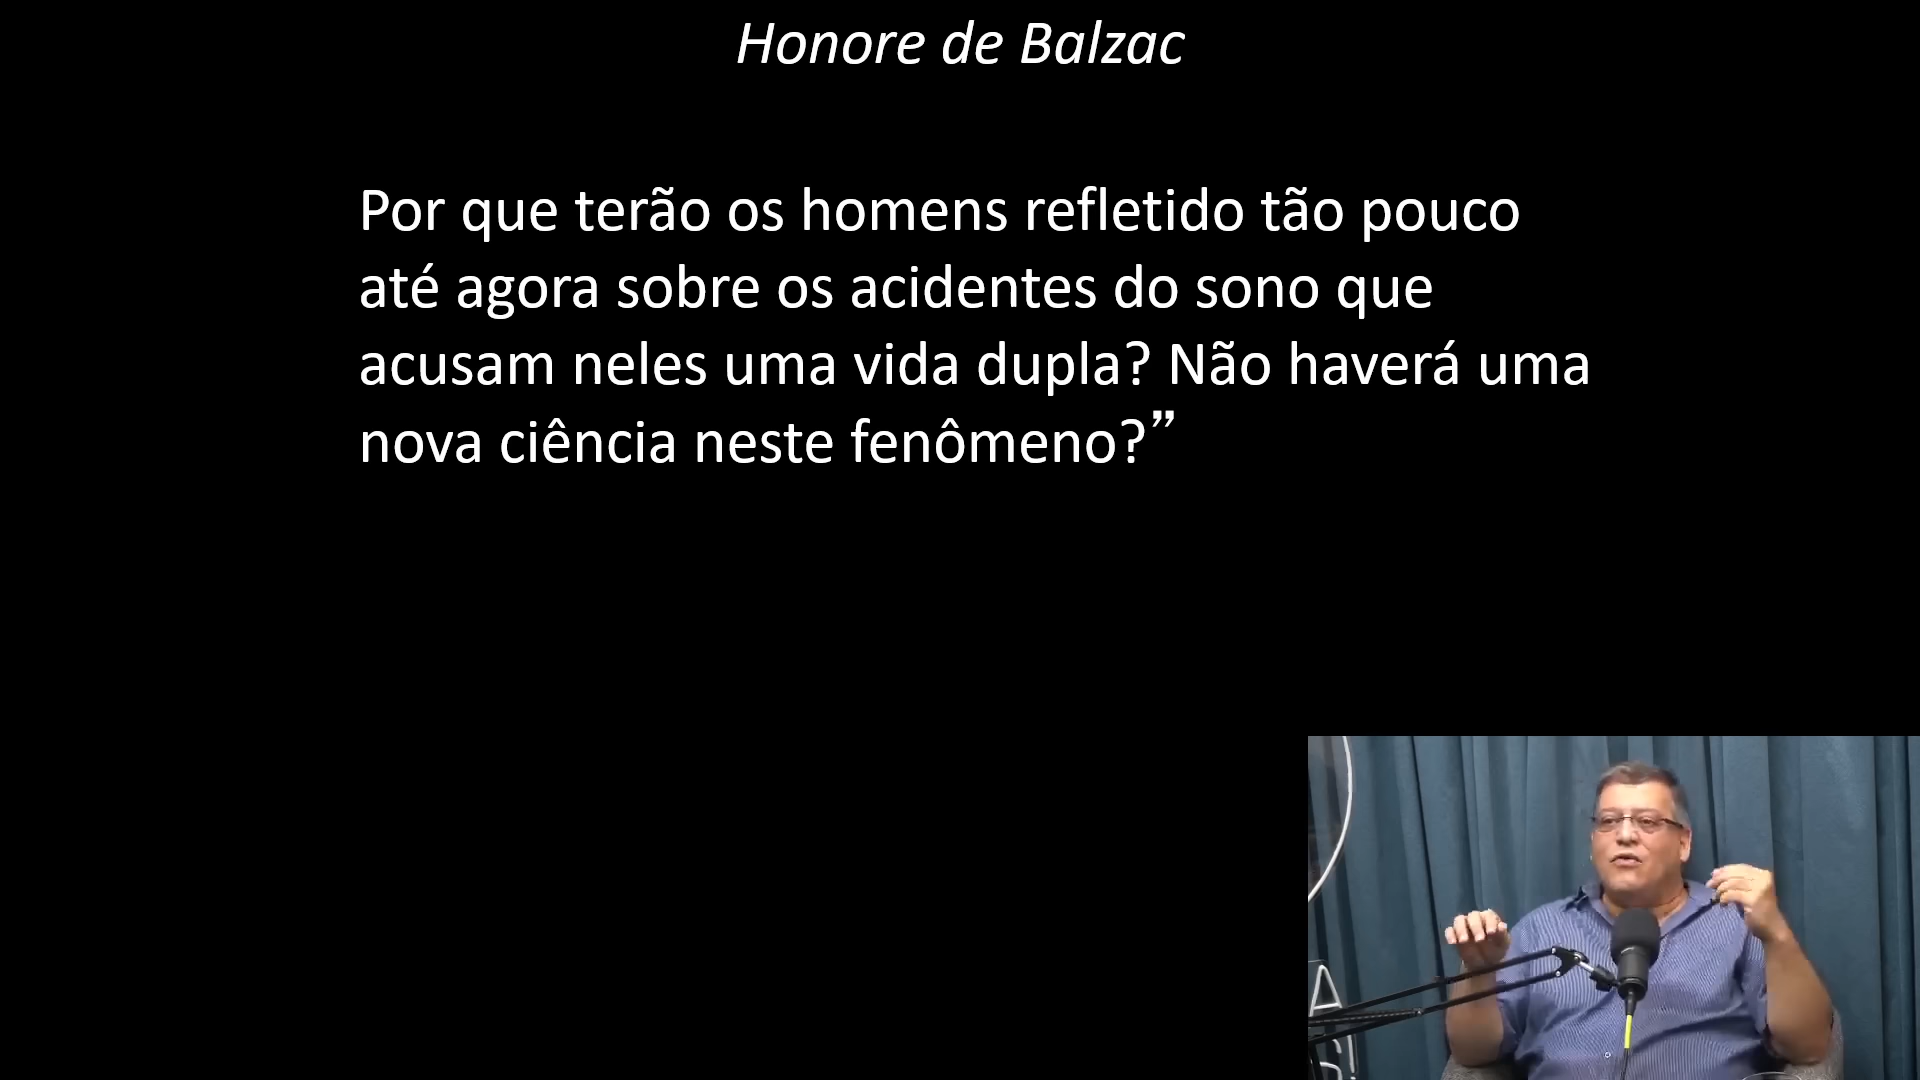 Honore de Balzac
Por que terão os homens refletido tão pouco
até agora sobre os acidentes do sono que
acusam neles uma vida dupla? Não haverá uma
nova ciência neste fenômeno?”
A